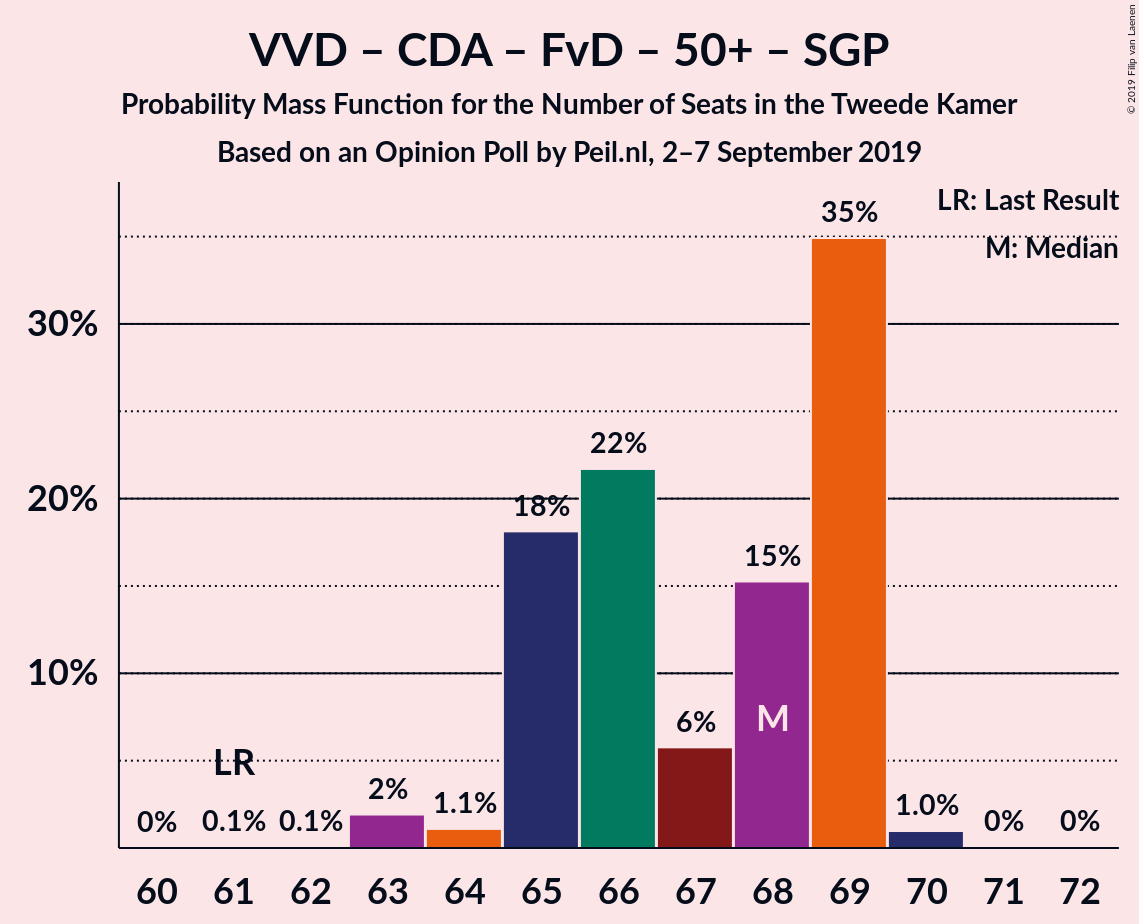 VVD – CDA – FvD – 50+ – SGP
Probability Mass Function for the Number of Seats in the Tweede Kamer
Based on an Opinion Poll by Peil.nl, 2–7 September 2019
© 2019 Filip van Laenen
LR: Last Result
M: Median
35%
30%
22%
20%
18%
15%
10%
M
6%
LR
2%
1.1%
1.0%
0%
0.1%
0.1%
0%
0%
60 61 62 63 64 65 66 67 68 69 70 71 72